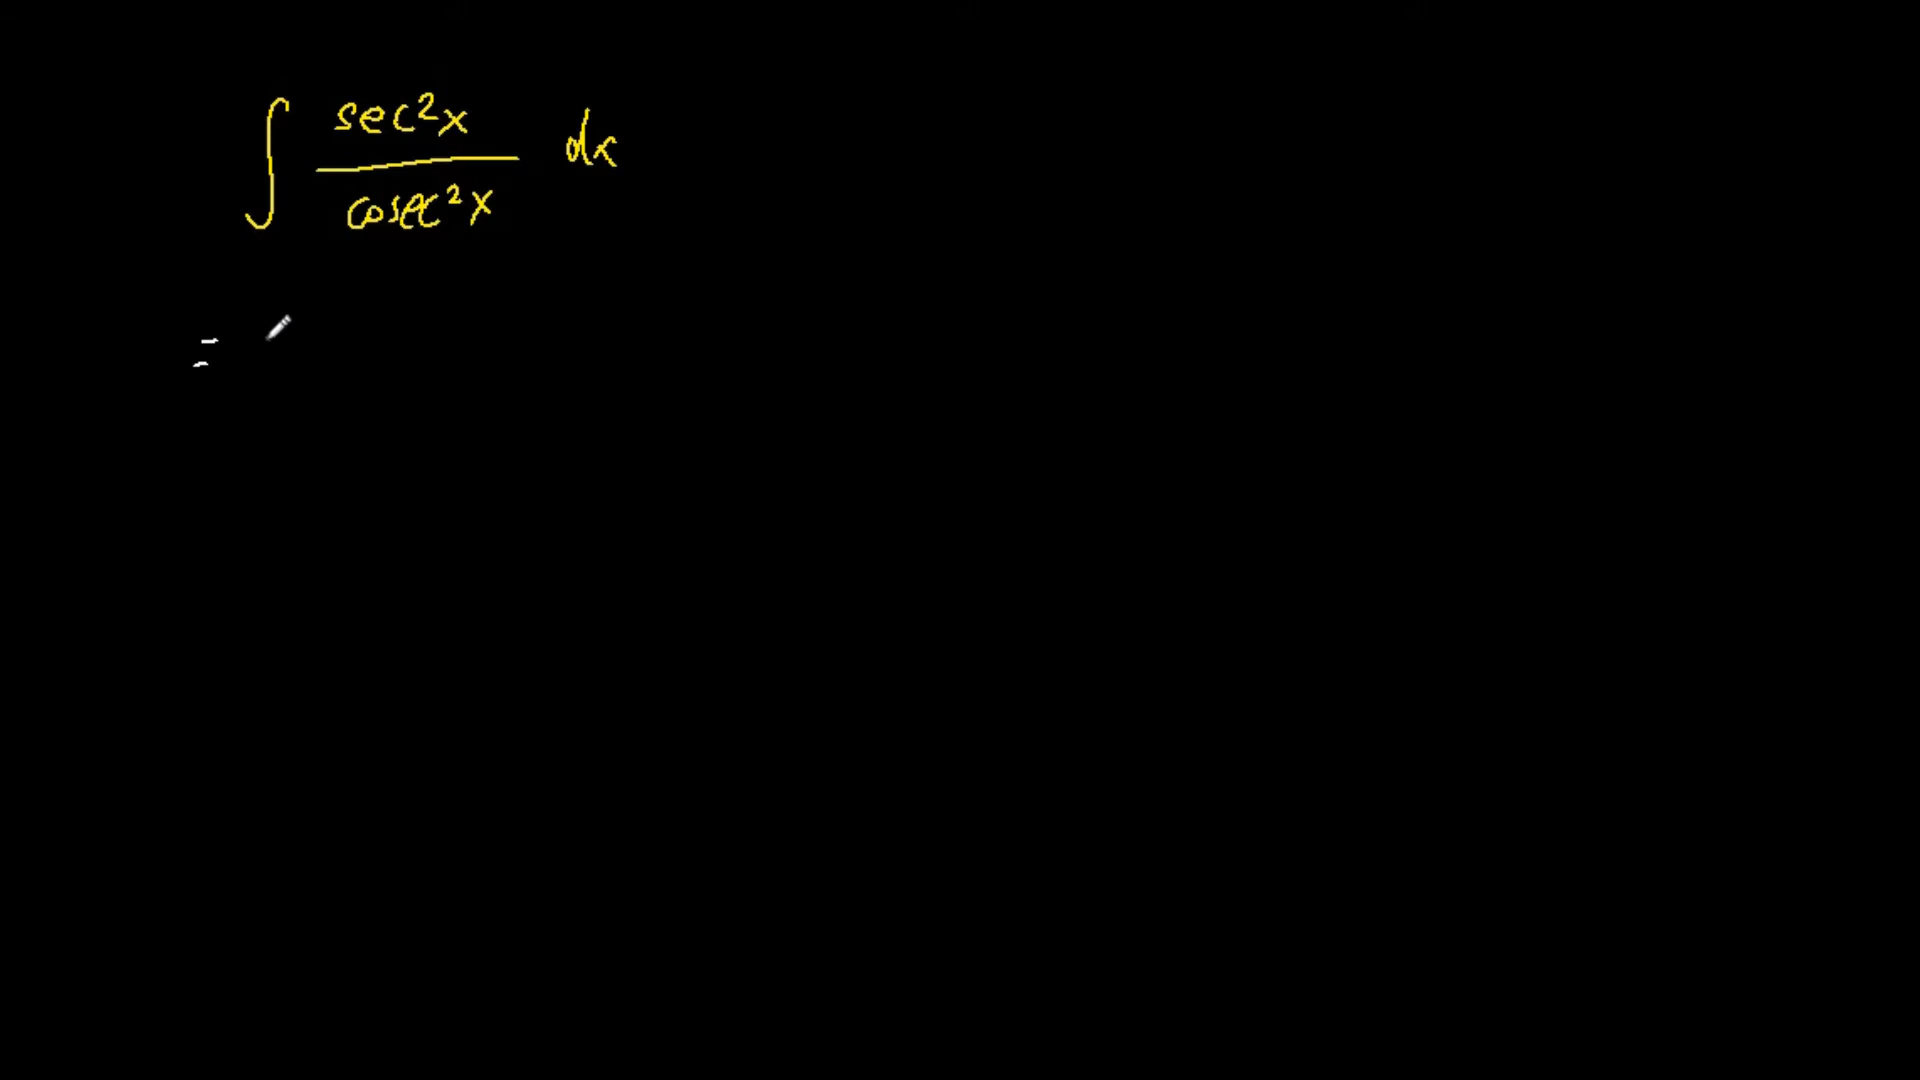 ∫ sec²x / cosec²x dx
=